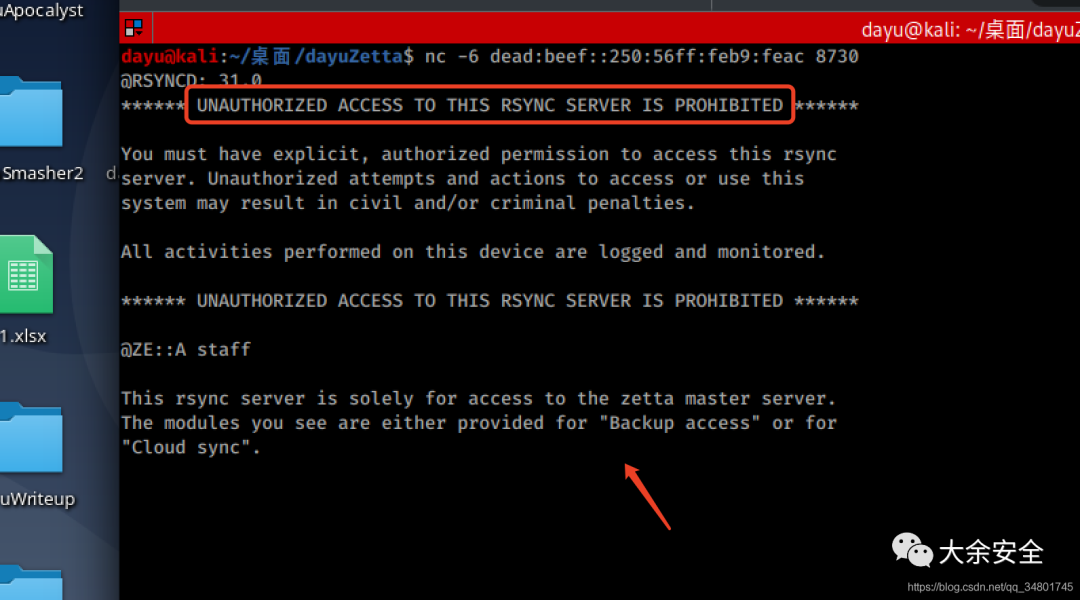 uApocalyst
dayu@kali: ~/桌面/dayuZ
dayu@kali:~/桌面/dayuZetta$ nc -6 dead:beef::250:56ff:feb9:feac 8730
@RSYNCD: 31.0
****** UNAUTHORIZED ACCESS TO THIS RSYNC SERVER IS PROHIBITED ******
You must have explicit, authorized permission to access this rsync
Smasher2
d
server. Unauthorized attempts and actions to access or use this
system may result in civil and/or criminal penalties.
All activities performed on this device are logged and monitored.
****** UNAUTHORIZED ACCESS TO THIS RSYNC SERVER IS PROHIBITED ******
1.xlsx
@ZE::A staff
This rsync server is solely for access to the zetta master server.
The modules you see are either provided for "Backup access" or for
"Cloud sync".
uWriteup
大余安全
https://blog.csdn.net/qq_34801745